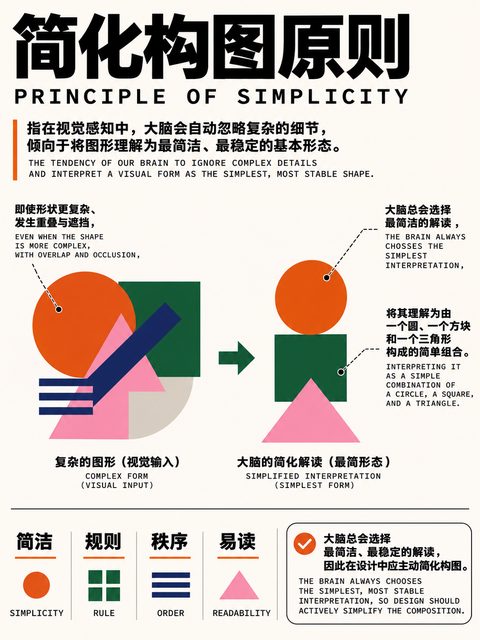 简化构图原则
PRINCIPLE OF SIMPLICITY
指在视觉感知中，大脑会自动忽略复杂的细节，
倾向于将图形理解为最简洁、最稳定的基本形态。
THE TENDENCY OF OUR BRAIN TO IGNORE COMPLEX DETAILS
AND INTERPRET A VISUAL FORM AS THE SIMPLEST, MOST STABLE SHAPE.
即使形状更复杂、
发生重叠与遮挡，
EVEN WHEN THE SHAPE
IS MORE COMPLEX,
WITH OVERLAP AND OCCLUSION,
大脑总会选择
最简洁的解读，
THE BRAIN ALWAYS
CHOSSES THE
SIMPLEST
INTERPRETATION,
将其理解为由
一个圆、一个方块
和一个三角形
构成的简单组合。
INTERPRETING IT
AS A SIMPLE
COMBINATION OF
A CIRCLE, A SQUARE,
AND A TRIANGLE.
复杂的图形（视觉输入）
COMPLEX FORM
(VISUAL INPUT)
大脑的简化解读（最简形态）
SIMPLIFIED INTERPRETATION
(SIMPLEST FORM)
简洁
SIMPLICITY
规则
RULE
秩序
ORDER
易读
READABILITY
大脑总会选择
最简洁、最稳定的解读，
因此在设计中应主动简化构图。
THE BRAIN ALWAYS CHOOSES
THE SIMPLEST, MOST STABLE
INTERPRETATION, SO DESIGN SHOULD
ACTIVELY SIMPLIFY THE COMPOSITION.